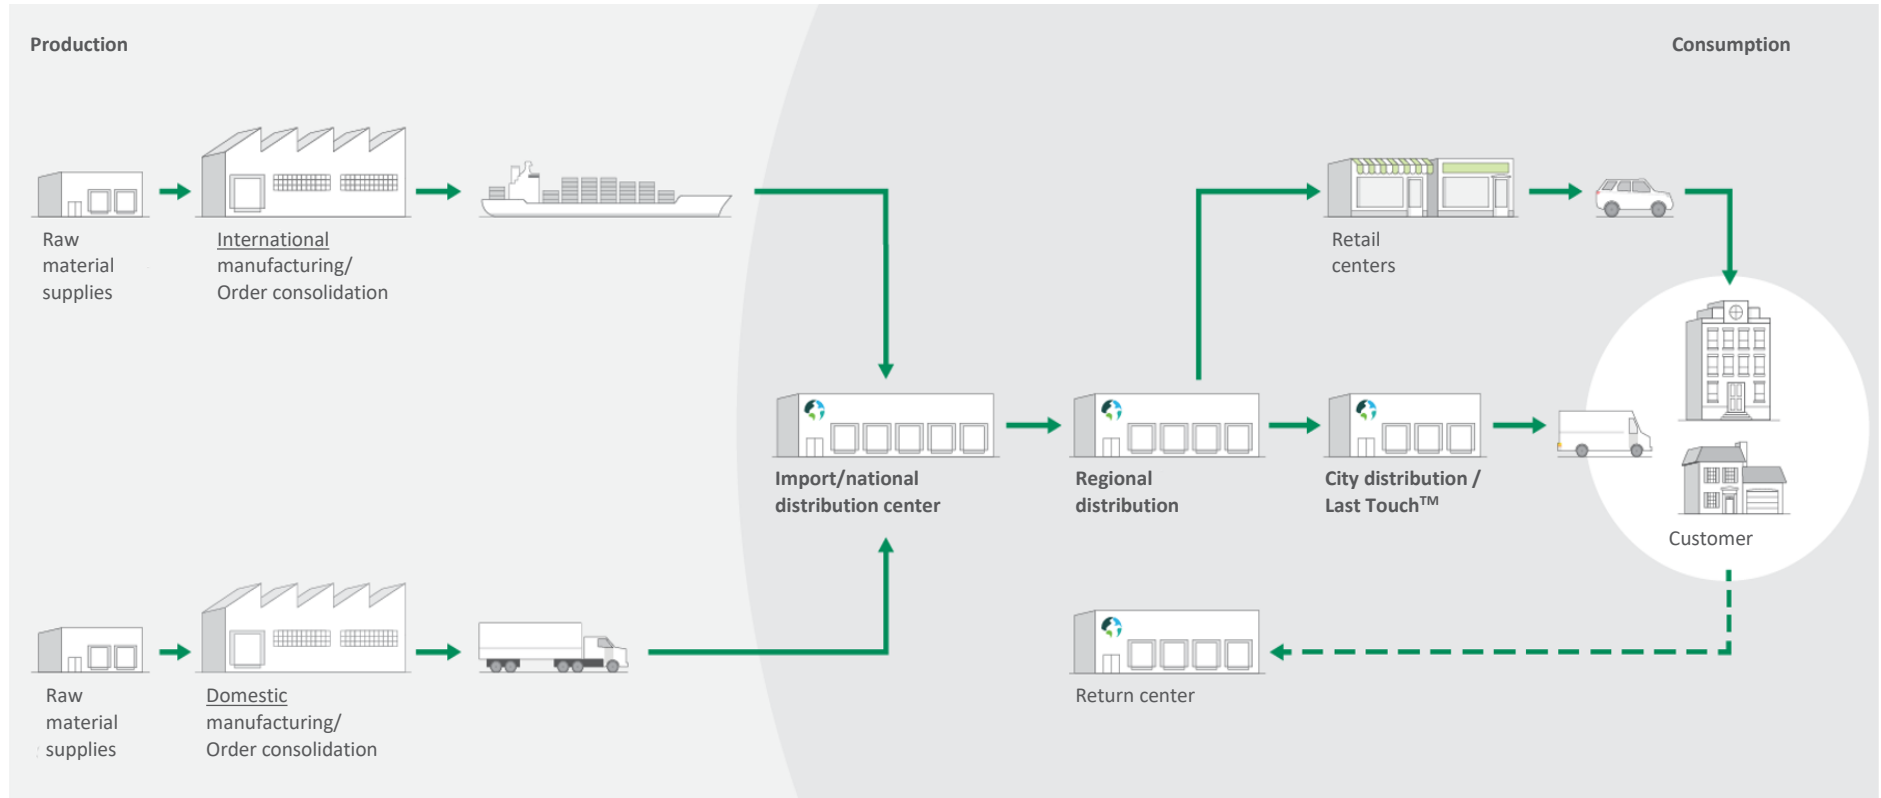 Production
Consumption
Raw
material
supplies
International
manufacturing/
Order consolidation
Retail
centers
Import/national
distribution center
Regional
distribution
City distribution /
Last Touch™
Customer
Return center
Raw
material
supplies
Domestic
manufacturing/
Order consolidation